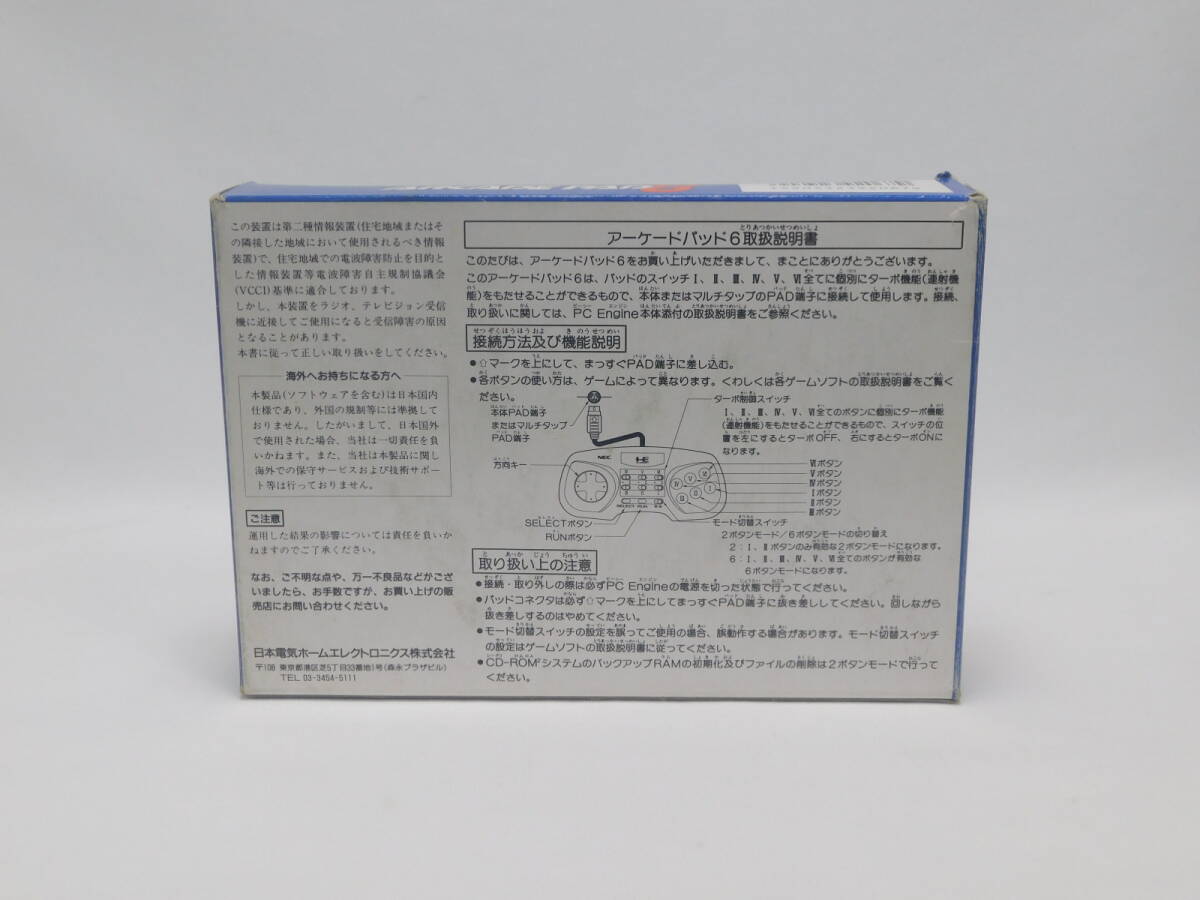 この装置は第二種情報装置(住宅地域またはそ
の隣接した地域において使用されるべき情報
装置)で、住宅地域での電波障害防止を目的と
した情報装置等電波障害自主規制協議会
(VCCI)基準に適合しております。
しかし、本装置をラジオ、テレビジョン受信
機に近接してご使用になると受信障害の原因
となることがあります。
本書に従って正しい取り扱いをしてください。
海外へお持ちになる方へ
本製品(ソフトウェアを含む)は日本国内
仕様であり、外国の規制等には準拠して
おりません。したがいまして、日本国外
で使用された場合、当社は一切責任を負
いかねます。また、当社は本製品に関し
海外での保守サービスおよび技術サポー
ト等は行っておりません。
ご注意
運用した結果の影響については責任を負いか
ねますのでご了承ください。
なお、ご不明な点や、万一不良品などがござ
いましたら、お手数ですが、お買い上げの販
売店にお問い合わせください。
日本電気ホームエレクトロニクス株式会社
〒108 東京都港区芝5丁目33番地1号(森永プラザビル)
TEL 03-3454-5111
アーケードパッド6取扱説明書
このたびは、アーケードパッド6をお買い上げいただきまして、まことにありがとうございます。
このアーケードパッド6は、パッドのスイッチⅠ、Ⅱ、Ⅲ、Ⅳ、Ⅴ、Ⅵ全てに個別にターボ機能(連射機
能)をもたせることができるもので、本体またはマルチタップのPAD端子に接続して使用します。接続、
取り扱いに関しては、PC Engine本体添付の取扱説明書をご参照ください。
接続方法及び機能説明
●⇧マークを上にして、まっすぐPAD端子に差し込む。
●各ボタンの使い方は、ゲームによって異なります。くわしくは各ゲームソフトの取扱説明書をご覧く
ださい。
本体PAD端子
またはマルチタップ
PAD端子
ターボ制御スイッチ
Ⅰ、Ⅱ、Ⅲ、Ⅳ、Ⅴ、Ⅵ全てのボタンに個別にターボ機能
(連射機能)をもたせることができるもので、スイッチの位
置を左にするとターボOFF、右にするとターボONに
なります。
方向キー
NEC
SELECT RUN
Ⅵボタン
Ⅴボタン
Ⅳボタン
Ⅰボタン
Ⅱボタン
Ⅲボタン
SELECTボタン
RUNボタン
モード切替スイッチ
2ボタンモード/6ボタンモードの切り替え
2:Ⅰ、Ⅱボタンのみ有効な2ボタンモードになります。
6:Ⅰ、Ⅱ、Ⅲ、Ⅳ、Ⅴ、Ⅵ全てのボタンが有効な
6ボタンモードになります。
取り扱い上の注意
●接続・取り外しの際は必ずPC Engineの電源を切った状態で行ってください。
●パッドコネクタは必ず⇧マークを上にしてまっすぐPAD端子に抜き差ししてください。回しながら
抜き差しするのはやめてください。
●モード切替スイッチの設定を誤ってご使用の場合、誤動作する場合があります。モード切替スイッチ
の設定はゲームソフトの取扱説明書に従ってください。
●CD-ROM²システムのバックアップRAMの初期化及びファイルの削除は2ボタンモードで行って
ください。